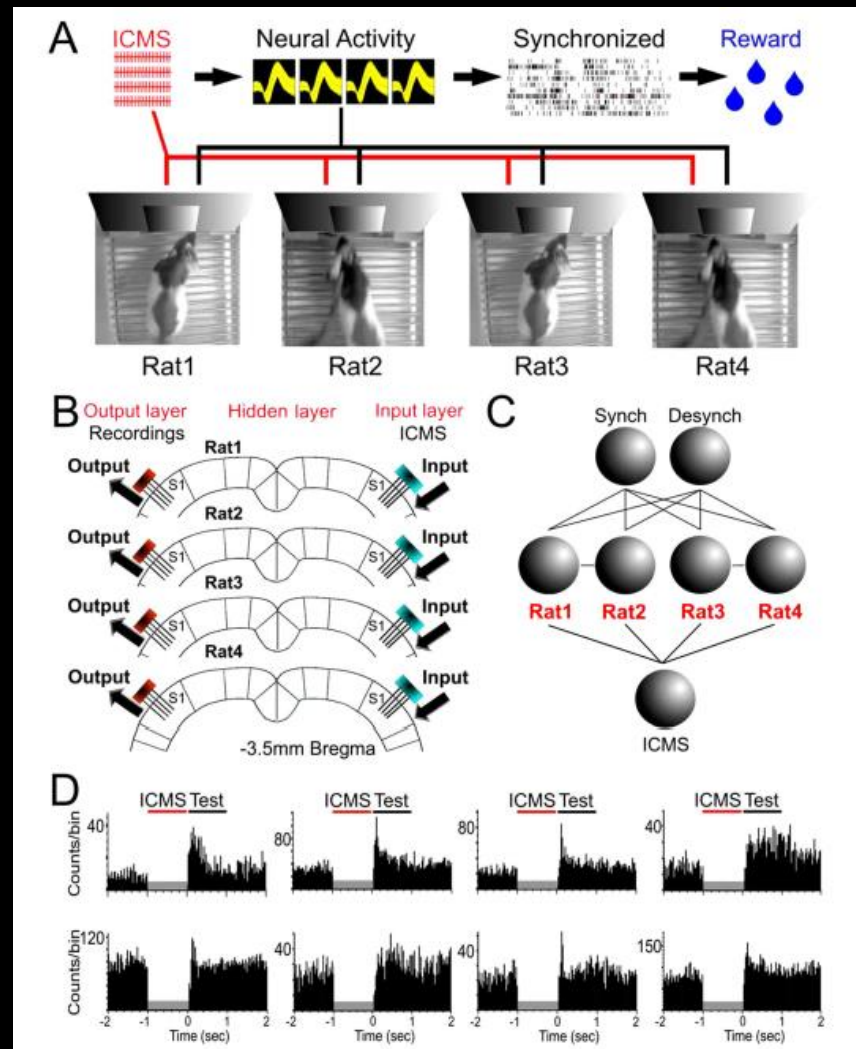 A
ICMS
Neural Activity
Synchronized
Reward
Rat1 Rat2 Rat3 Rat4
B
Output layer Hidden layer Input layer
Recordings ICMS
Rat1
Output S1 S1 Input
Rat2
Output S1 S1 Input
Rat3
Output S1 S1 Input
Rat4
Output S1 S1 Input
-3.5mm Bregma
C
Synch Desynch
Rat1 Rat2 Rat3 Rat4
ICMS
D
ICMS Test ICMS Test ICMS Test ICMS Test
40 80 80 40
Counts/bin
120 40 40 150
Counts/bin
-2 -1 0 1 2 -2 -1 0 1 2 -2 -1 0 1 2 -2 -1 0 1 2
Time (sec) Time (sec) Time (sec) Time (sec)